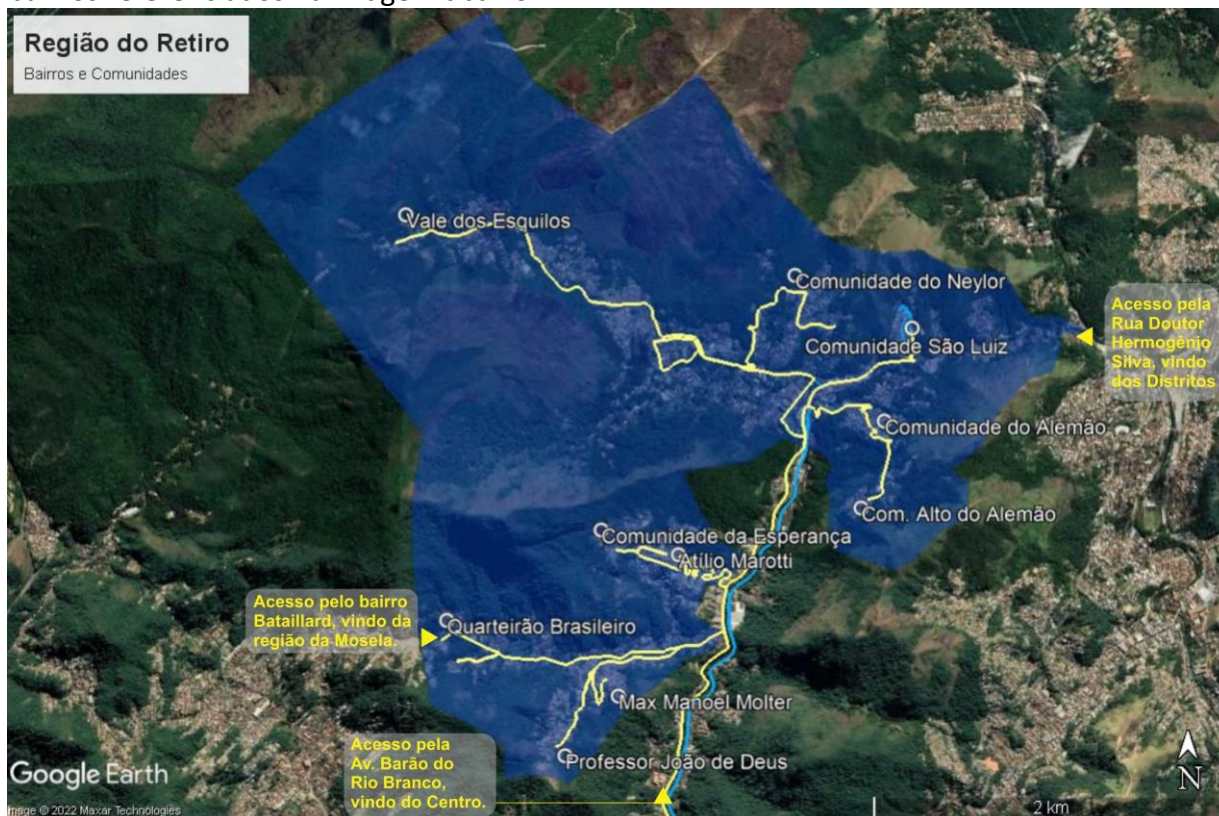 Região do Retiro
Bairros e Comunidades
Vale dos Esquilos
Comunidade do Neylor
Acesso pela
Rua Doutor
Hermogênio
Silva, vindo
dos Distritos
Comunidade São Luiz
Comunidade do Alemão
Com. Alto do Alemão
Comunidade da Esperança
Atílio Marotti
Acesso pelo bairro
Bataillard, vindo da
região da Mosela.
Quarteirão Brasileiro
Max Manoel Molter
Acesso pela
Av. Barão do
Rio Branco,
vindo do Centro.
Professor João de Deus
Google Earth
Image © 2022 Maxar Technologies
2 km
N